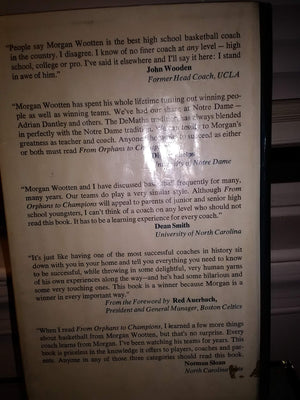 "People say Morgan Wootten is the best high school basketball coach
in the country. I disagree. I know of no finer coach at any level – high
school, college or pro. I've said it elsewhere and I'll say it here: I stand
in awe of him."
John Wooden
Former Head Coach, UCLA
"Morgan Wootten has spent his whole lifetime turning out winning peo-
ple as well as winning teams. We've had our share at Notre Dame –
Adrian Dantley and others. The DeMatha tradition has always blended
in perfectly with the Notre Dame tradition to Morgan's
greatness as teacher and coach. Anyone succeed as either
or both must read From Orphans to Champions
of Notre Dame
"Morgan Wootten and I have discussed basketball frequently for many,
many years. Our teams do play a very similar style. Although From
Orphans to Champions will appeal to parents of junior and senior high
school youngsters, I can't think of a coach on any level who should not
read this book. It has to be a learning experience for every coach."
Dean Smith
University of North Carolina
"It's just like having one of the most successful coaches in history sit
down with you in your home and tell you everything you need to know
to be successful, while throwing in some delightful, very human yarns
of his own experiences along the way—and he's had some hilarious and
some very touching ones. This book is a winner because Morgan is a
winner in every important way."
From the Foreword by Red Auerbach,
President and General Manager, Boston Celtics
"When I read From Orphans to Champions, I learned a few more things
about basketball from Morgan Wootten, but that's no surprise. Every
coach learns from Morgan. I've been watching his teams for years. This
book is priceless in the knowledge it offers to players, coaches and par-
ents. Anyone in any of those three categories should read this book."
Norman Sloan
North Carolina